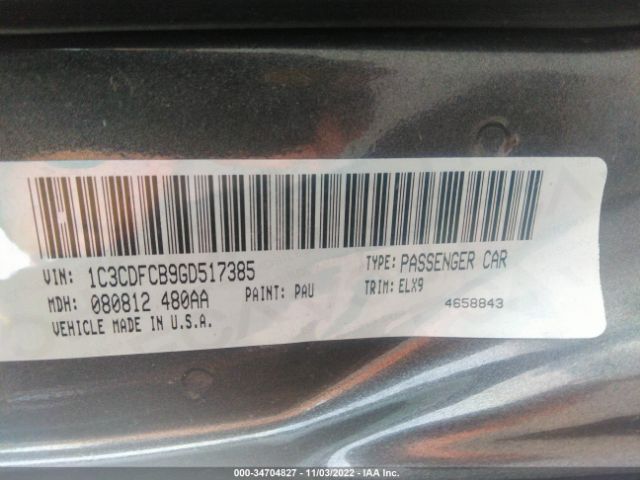 VIN: 1C3CDFCB9GD517385 TYPE: PASSENGER CAR
MDH: 080812 480AA PAINT: PAU TRIM: ELX9
VEHICLE MADE IN U.S.A. 4658843
000-34704827 - 11/03/2022 - IAA Inc.